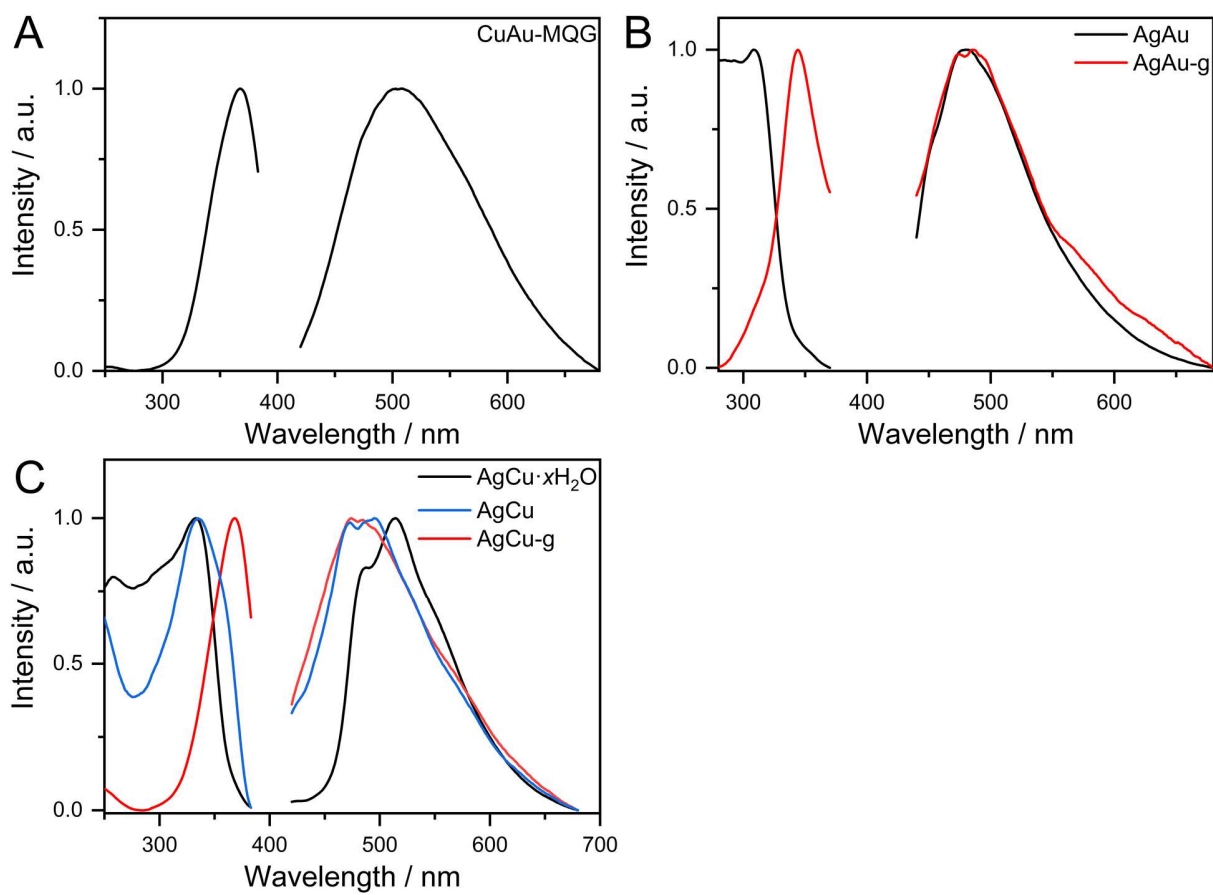 A
CuAu-MQG
1.0
0.5
0.0
Intensity / a.u.
300
400
500
600
Wavelength / nm
B
AgAu
AgAu-g
1.0
0.5
0.0
Intensity / a.u.
300
400
500
600
Wavelength / nm
C
AgCu·xH₂O
AgCu
AgCu-g
1.0
0.5
0.0
Intensity / a.u.
300
400
500
600
700
Wavelength / nm